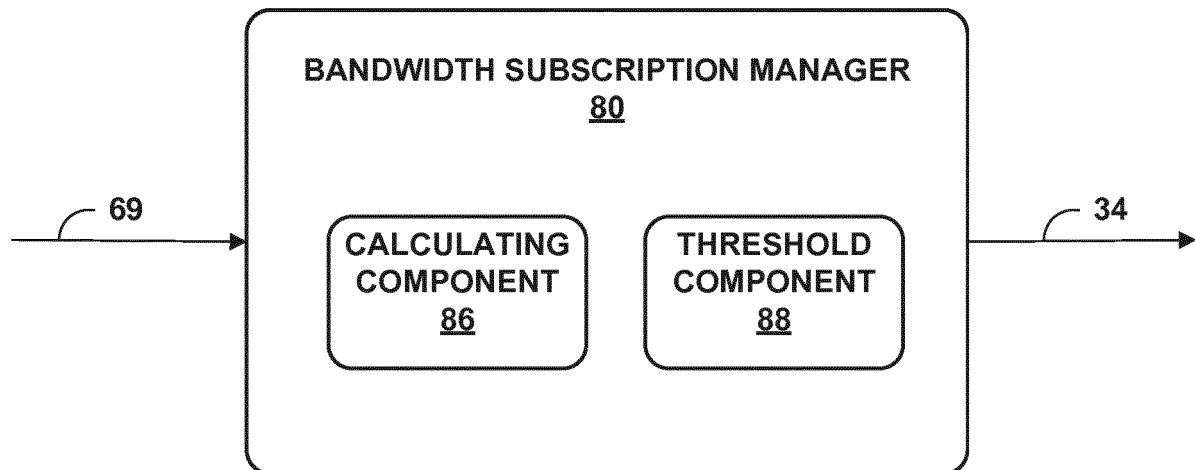 BANDWIDTH SUBSCRIPTION MANAGER
80
69
34
CALCULATING
COMPONENT
86
THRESHOLD
COMPONENT
88